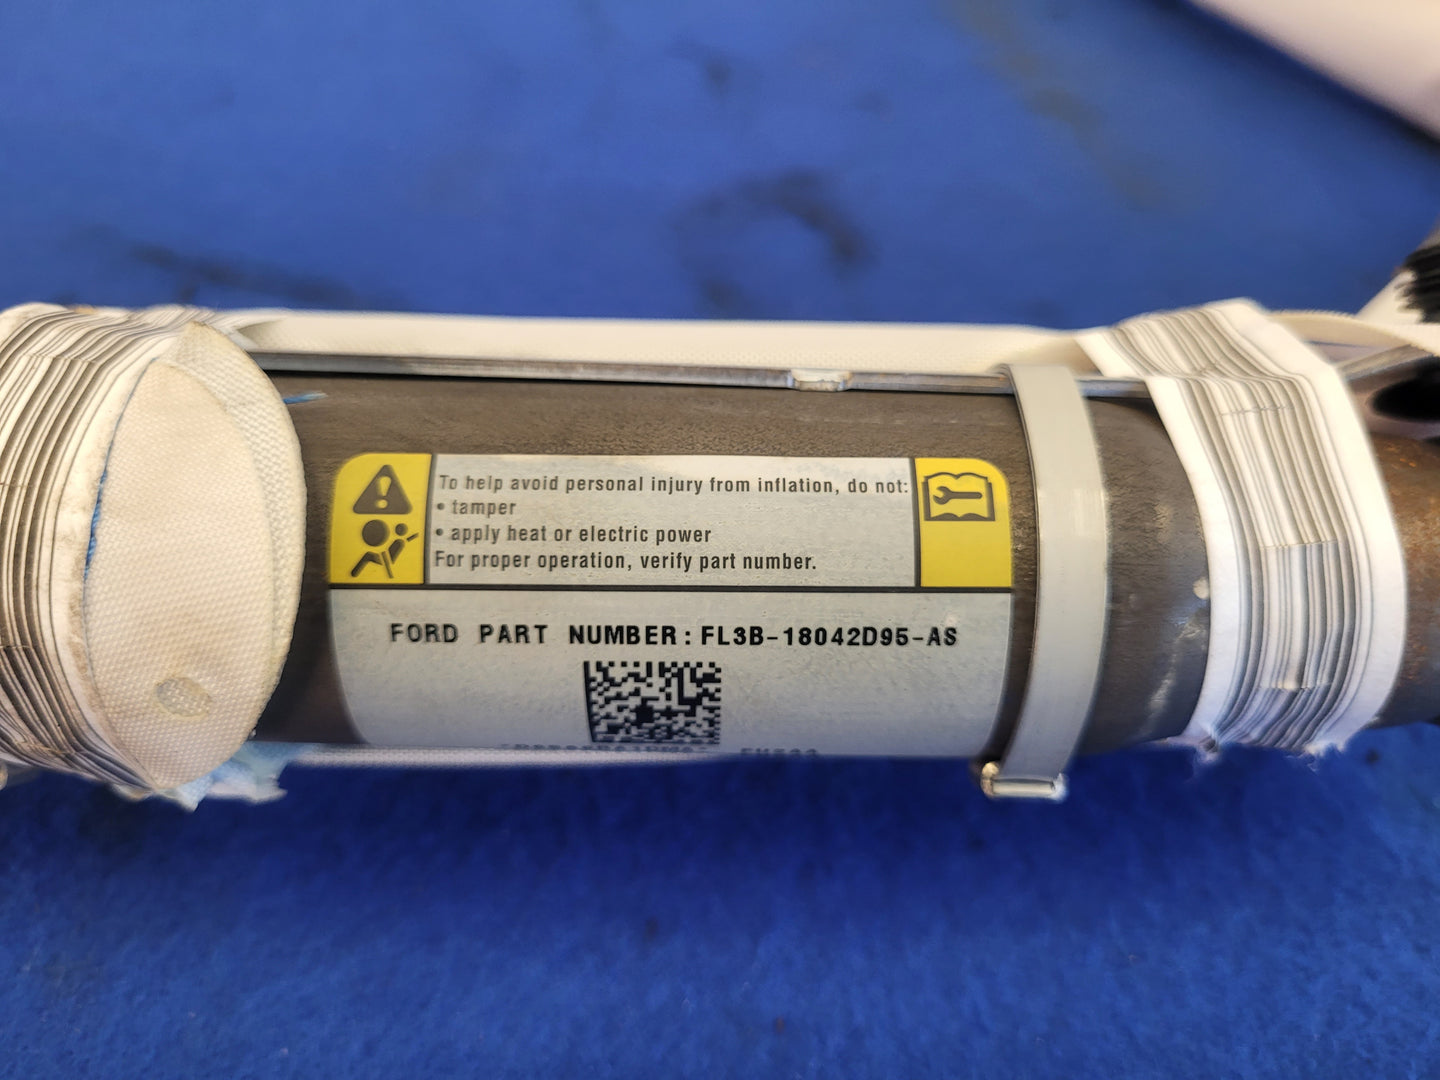 To help avoid personal injury from inflation, do not:
• tamper
• apply heat or electric power
For proper operation, verify part number.
FORD PART NUMBER: FL3B-18042D95-AS